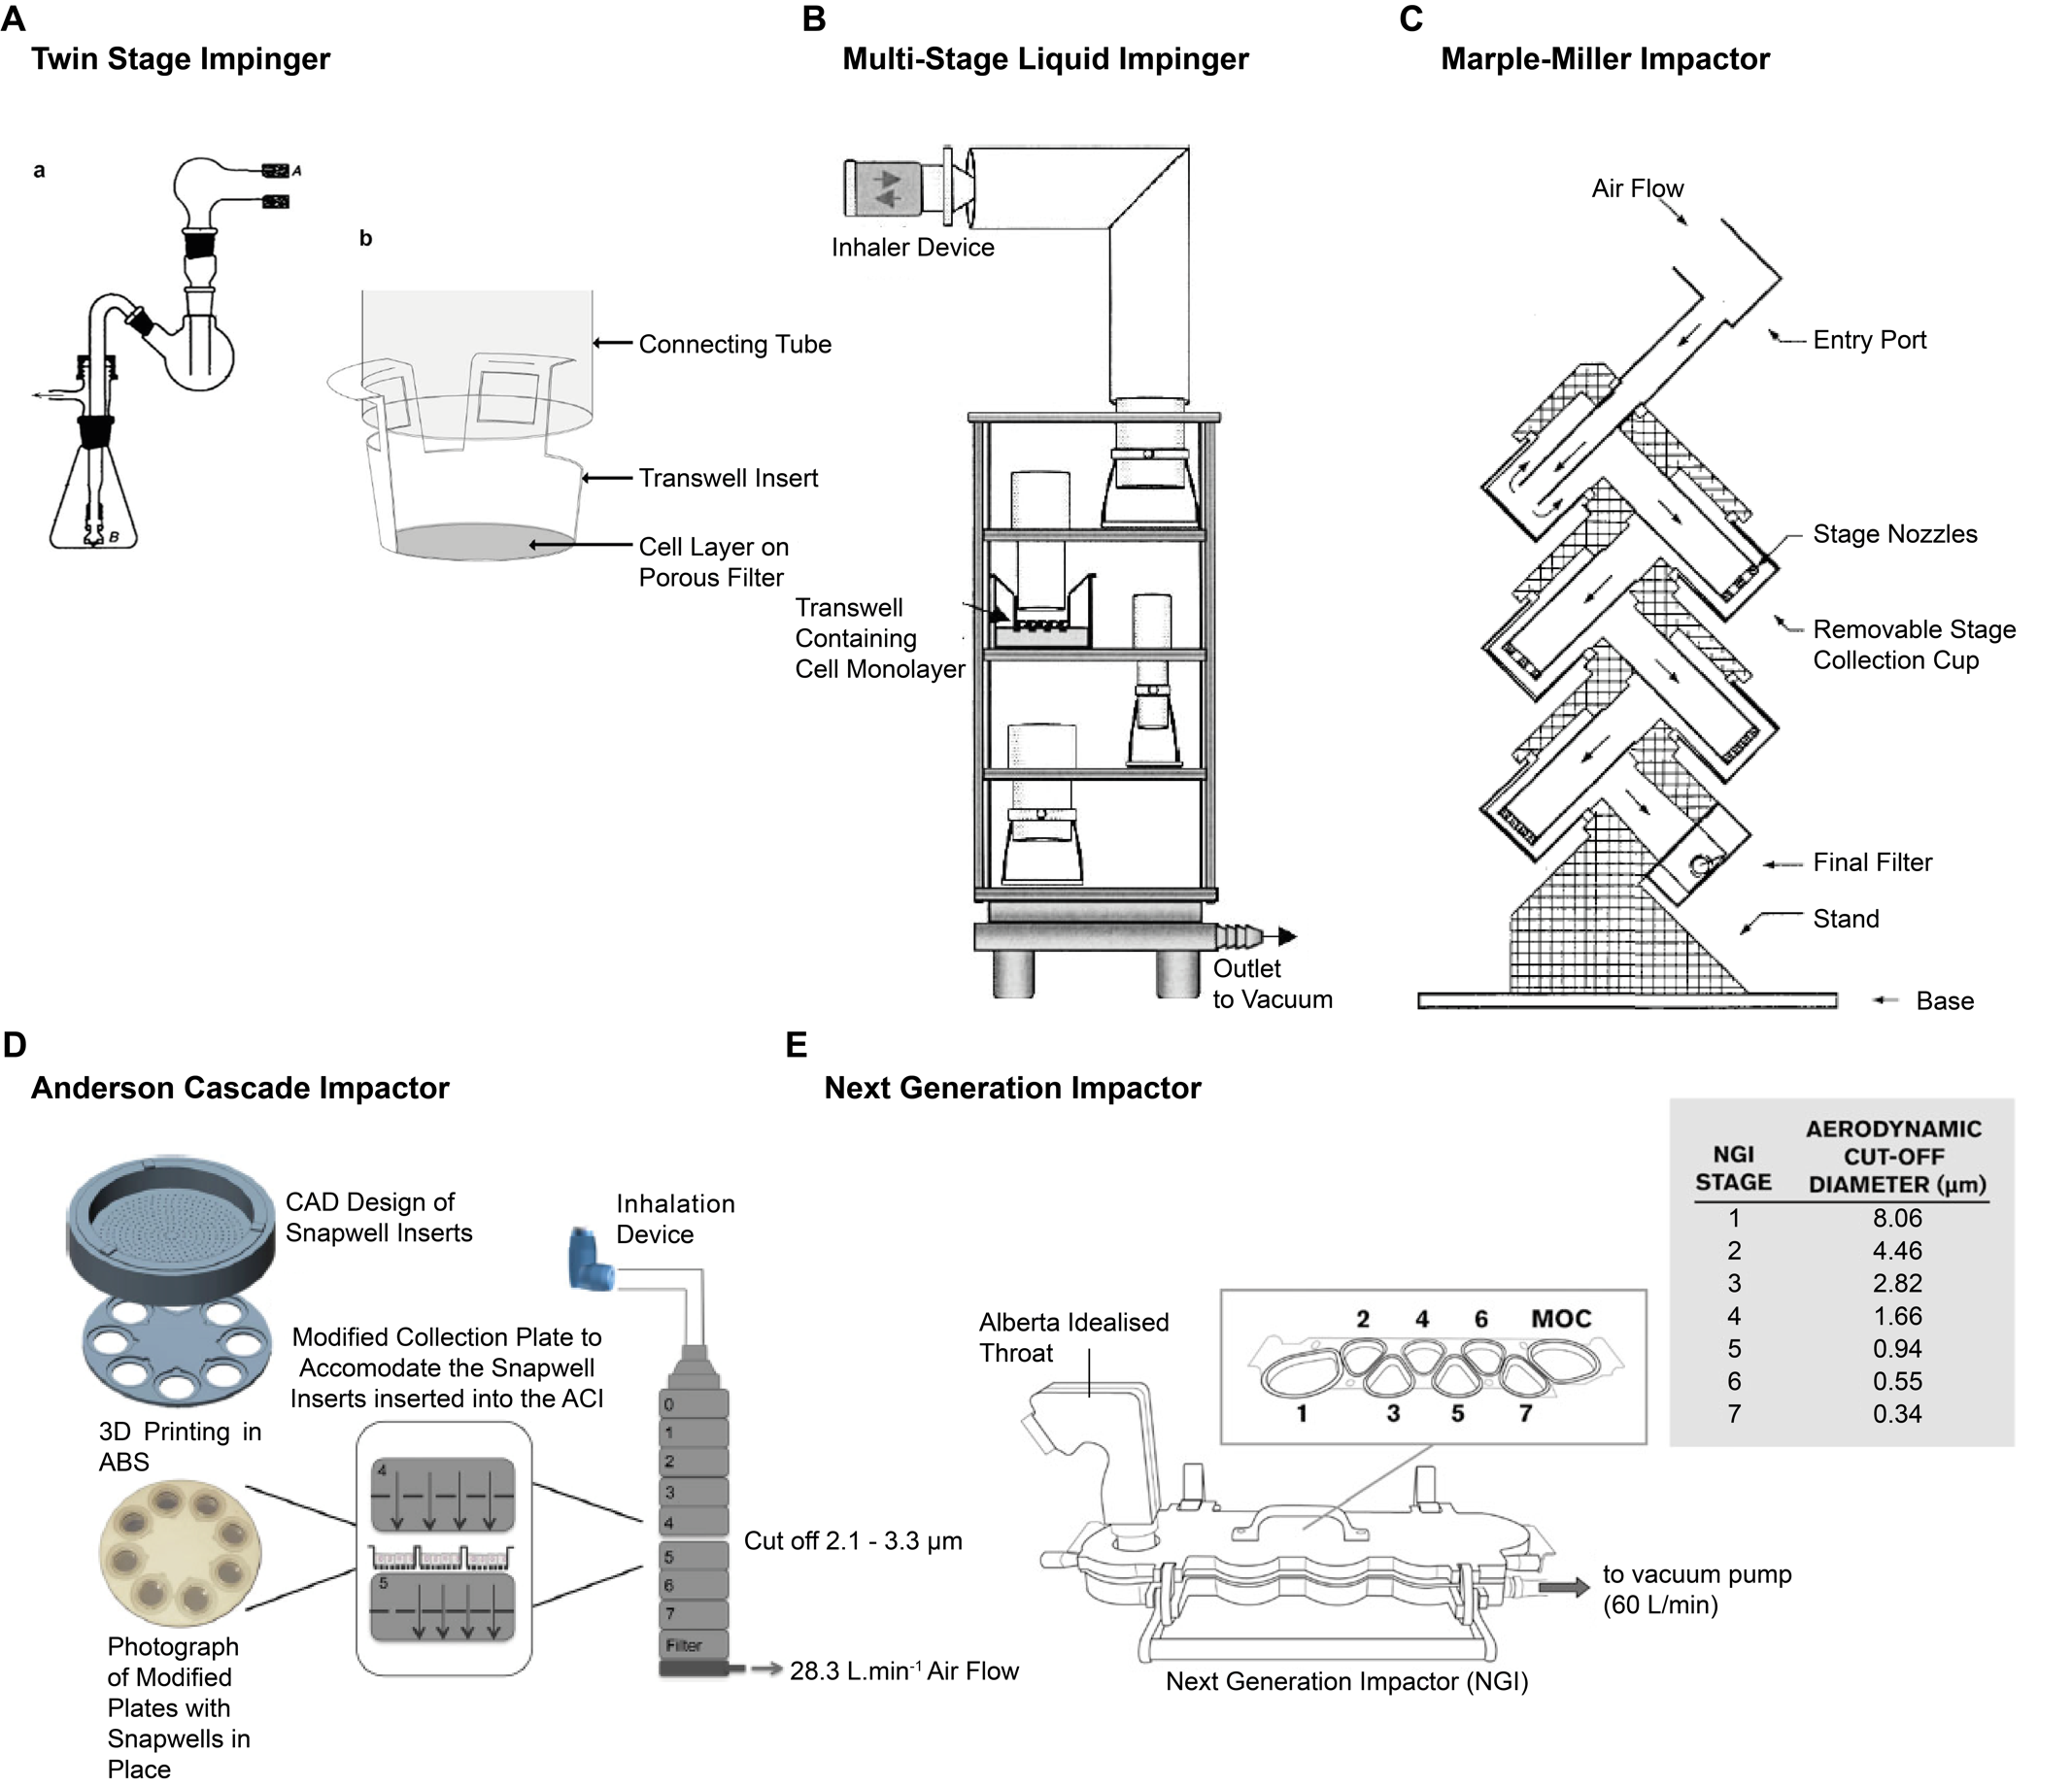 A
Twin Stage Impinger
a
A
B
b
Connecting Tube
Transwell Insert
Cell Layer on
Porous Filter
B
Multi-Stage Liquid Impinger
Inhaler Device
Transwell
Containing
Cell Monolayer
Outlet
to Vacuum
C
Marple-Miller Impactor
Air Flow
Entry Port
Stage Nozzles
Removable Stage
Collection Cup
Final Filter
Stand
Base
D
Anderson Cascade Impactor
CAD Design of
Snapwell Inserts
3D Printing in
ABS
Photograph
of Modified
Plates with
Snapwells in
Place
Modified Collection Plate to
Accomodate the Snapwell
Inserts inserted into the ACI
4
5
Inhalation
Device
0
1
2
3
4
5
6
7
Filter
Cut off 2.1 - 3.3 µm
28.3 L.min-1 Air Flow
E
Next Generation Impactor
Alberta Idealised
Throat
2 4 6 MOC
1 3 5 7
to vacuum pump
(60 L/min)
Next Generation Impactor (NGI)
NGI
STAGE
AERODYNAMIC
CUT-OFF
DIAMETER (µm)
1 8.06
2 4.46
3 2.82
4 1.66
5 0.94
6 0.55
7 0.34